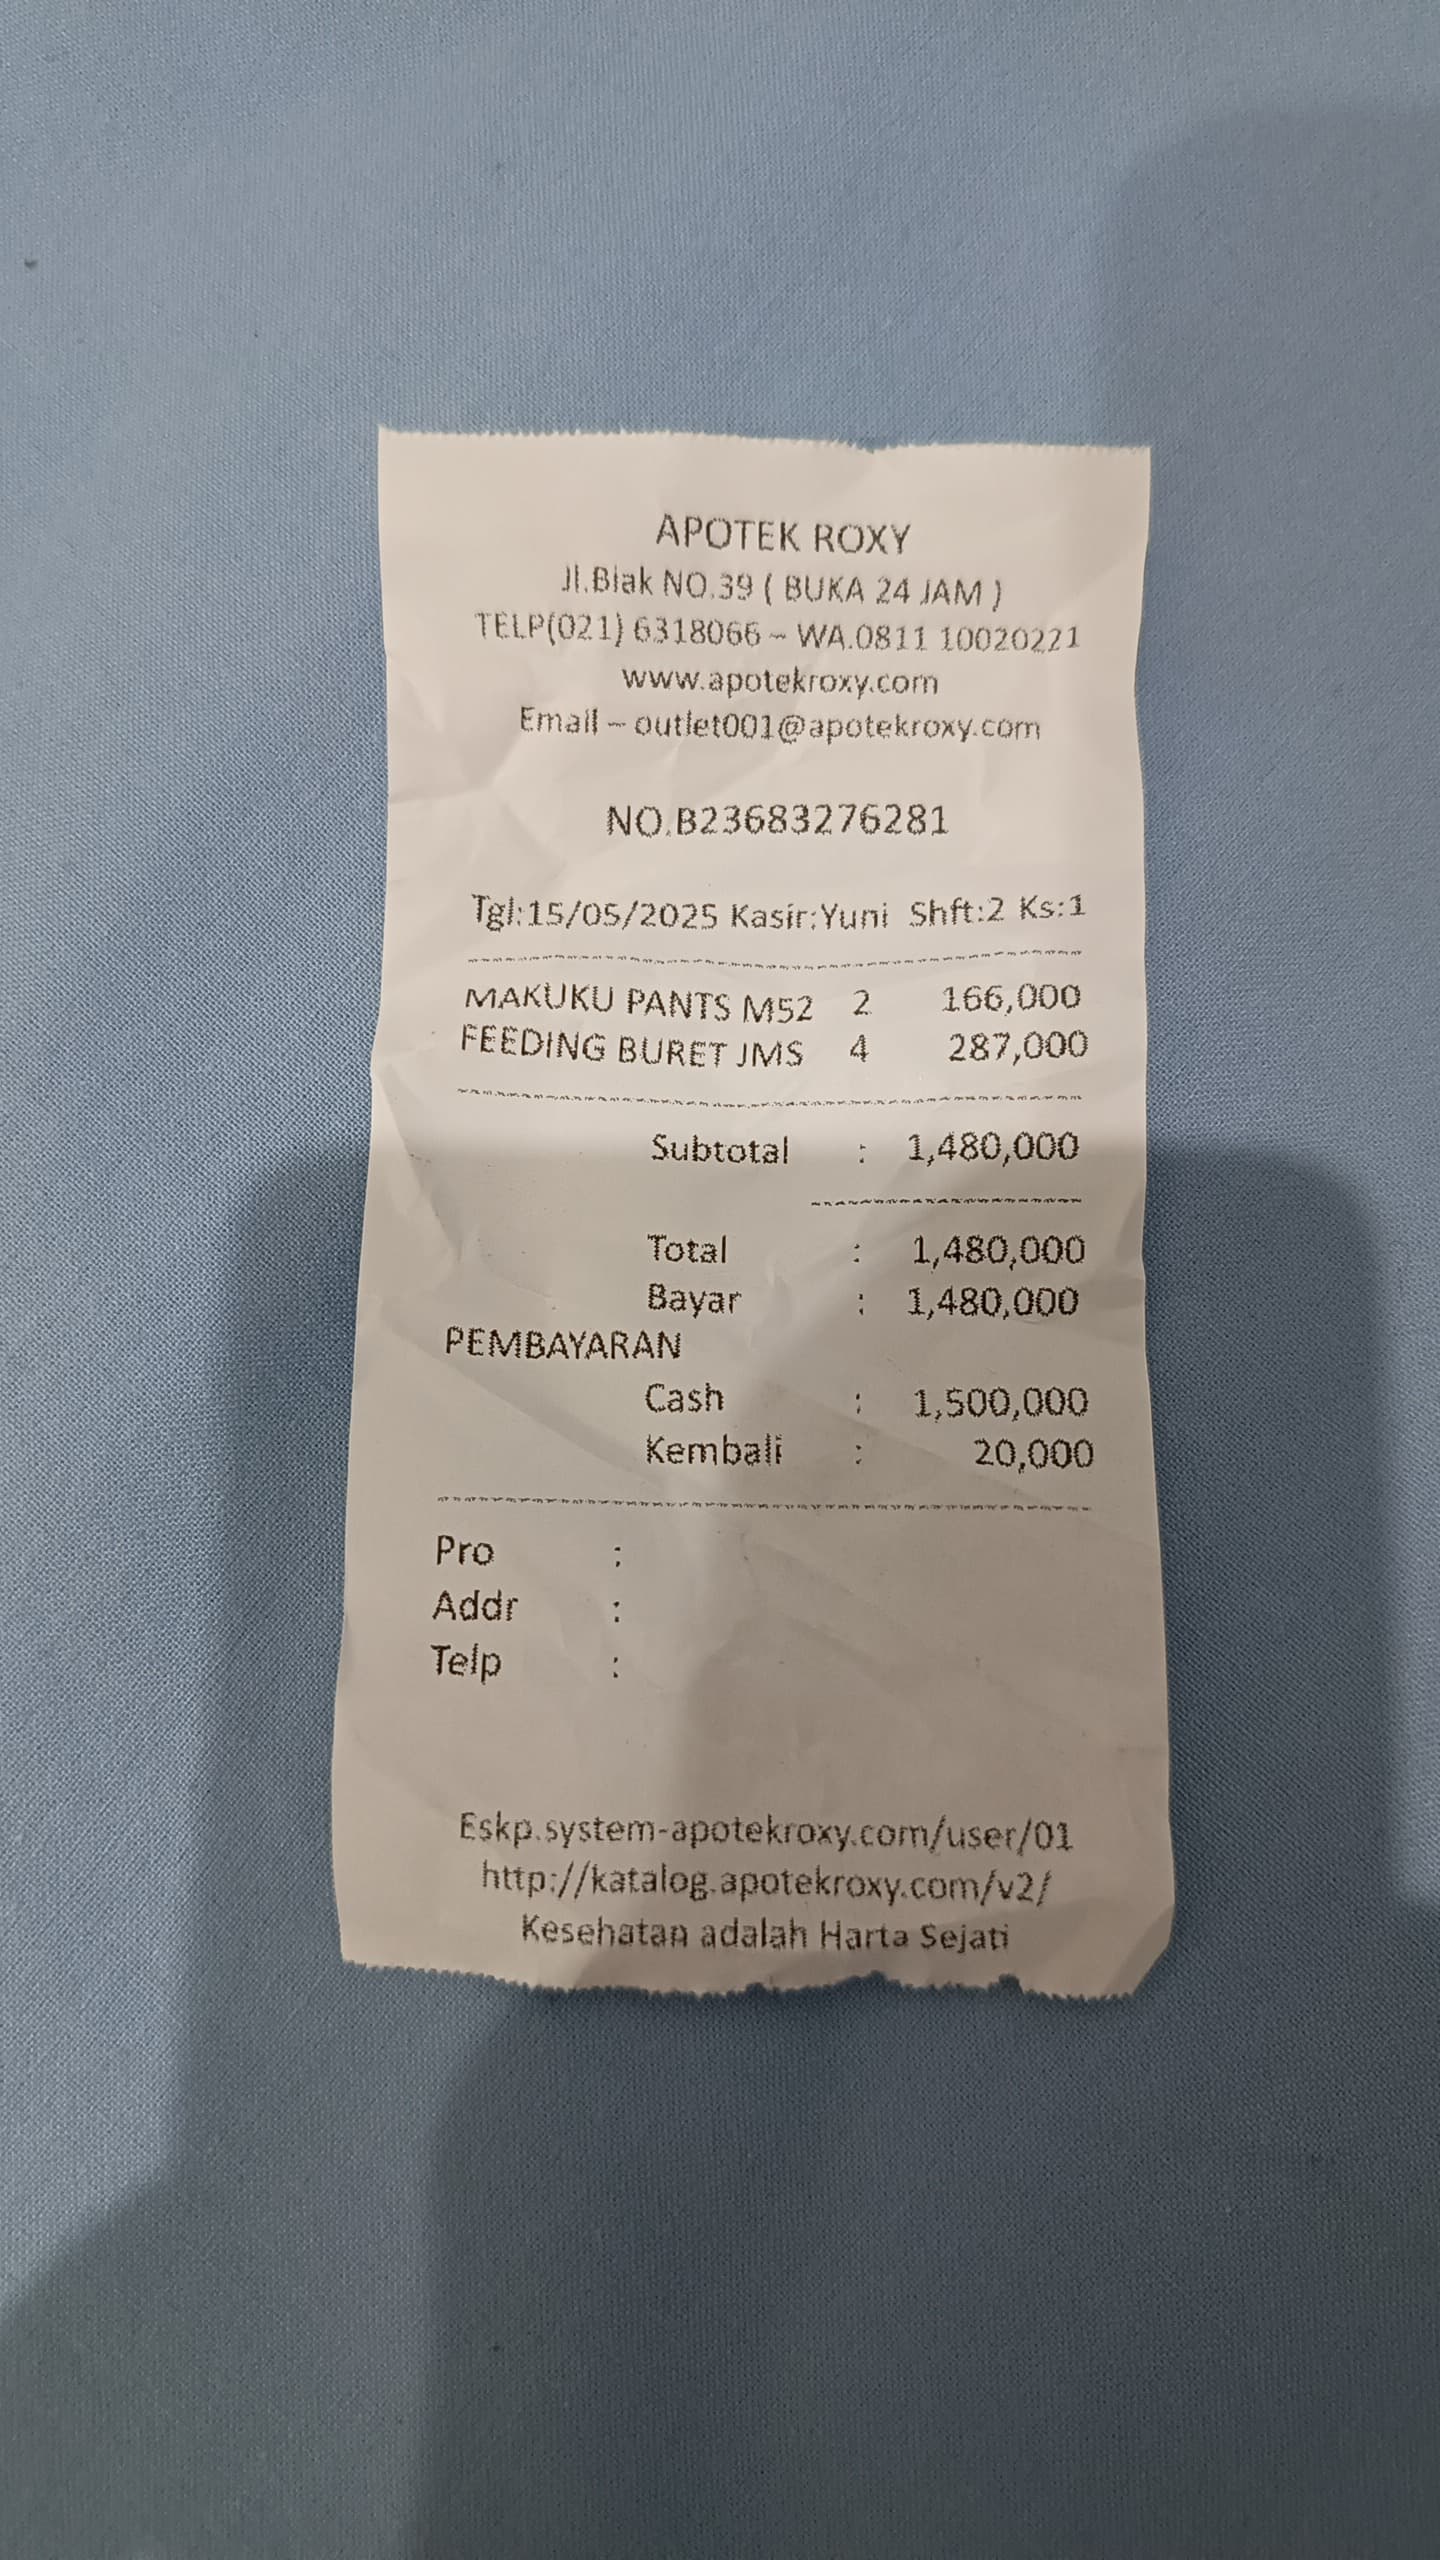 APOTEK ROXY
Jl.Biak NO.39 ( BUKA 24 JAM )
TELP(021) 6318066 – WA.0811 10020221
www.apotekroxy.com
Email – outlet001@apotekroxy.com
NO.B23683276281
Tgl:15/05/2025 Kasir:Yuni Shft:2 Ks:1
MAKUKU PANTS M52 2 166,000
FEEDING BURET JMS 4 287,000
Subtotal : 1,480,000
Total : 1,480,000
Bayar : 1,480,000
PEMBAYARAN
Cash : 1,500,000
Kembali : 20,000
Pro :
Addr :
Telp :
Eskp.system-apotekroxy.com/user/01
http://katalog.apotekroxy.com/v2/
Kesehatan adalah Harta Sejati